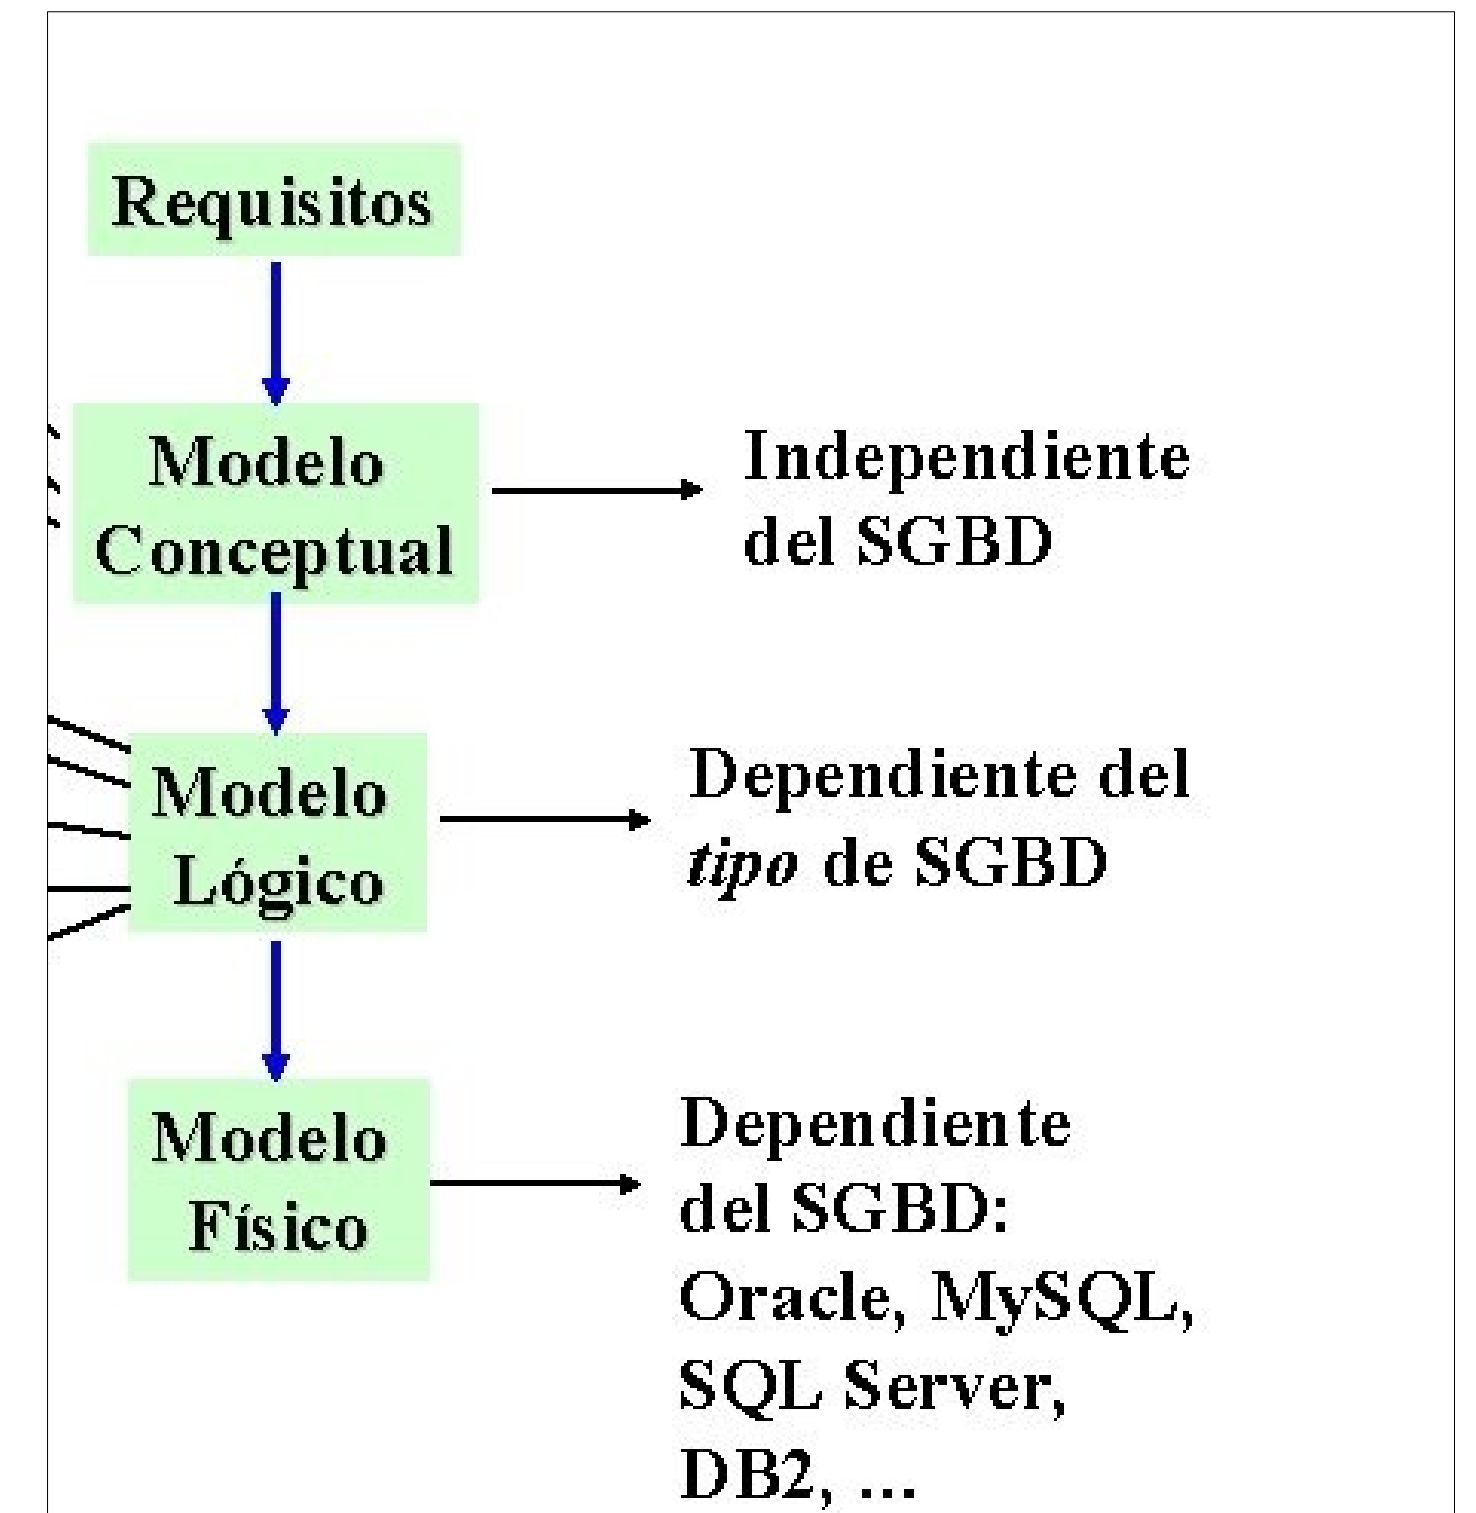 Requisitos
Modelo
Conceptual
Independiente
del SGBD
Modelo
Lógico
Dependiente del
tipo de SGBD
Modelo
Físico
Dependiente
del SGBD:
Oracle, MySQL,
SQL Server,
DB2, ...